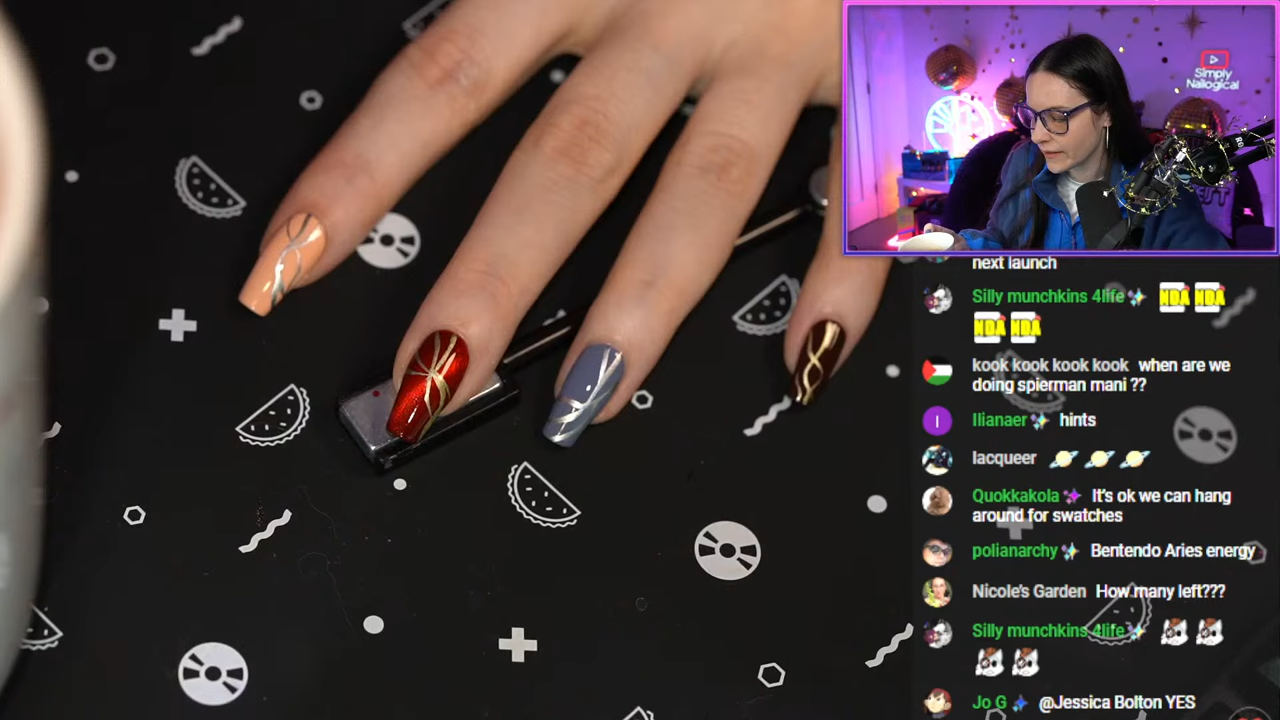 Simply
Nailogical
next launch
Silly munchkins 4life NDA NDA
NDA NDA
kook kook kook kook when are we
doing spierman mani ??
I Ilianaer hints
lacqueer
Quokkakola It's ok we can hang
around for swatches
polianarchy Bentendo Aries energy
Nicole's Garden How many left???
Silly munchkins 4life
Jo G @Jessica Bolton YES